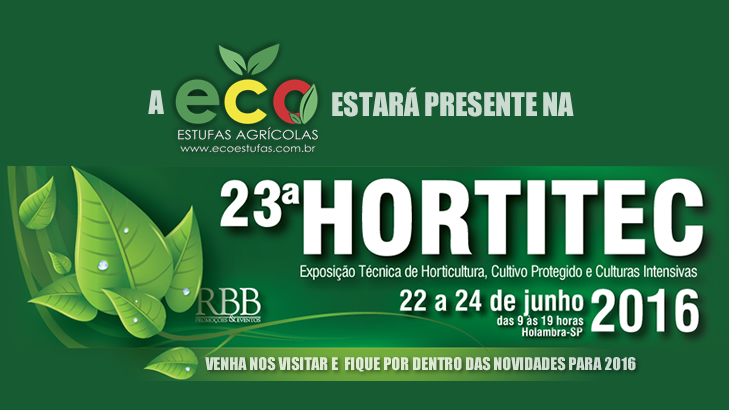 A eco ESTARÁ PRESENTE NA
ESTUFAS AGRÍCOLAS
www.ecoestufas.com.br
23ª HORTITEC
Exposição Técnica de Horticultura, Cultivo Protegido e Culturas Intensivas
22 a 24 de junho 2016
das 9 às 19 horas
Holambra-SP
RBB
PROMOÇÕES & EVENTOS
VENHA NOS VISITAR E FIQUE POR DENTRO DAS NOVIDADES PARA 2016